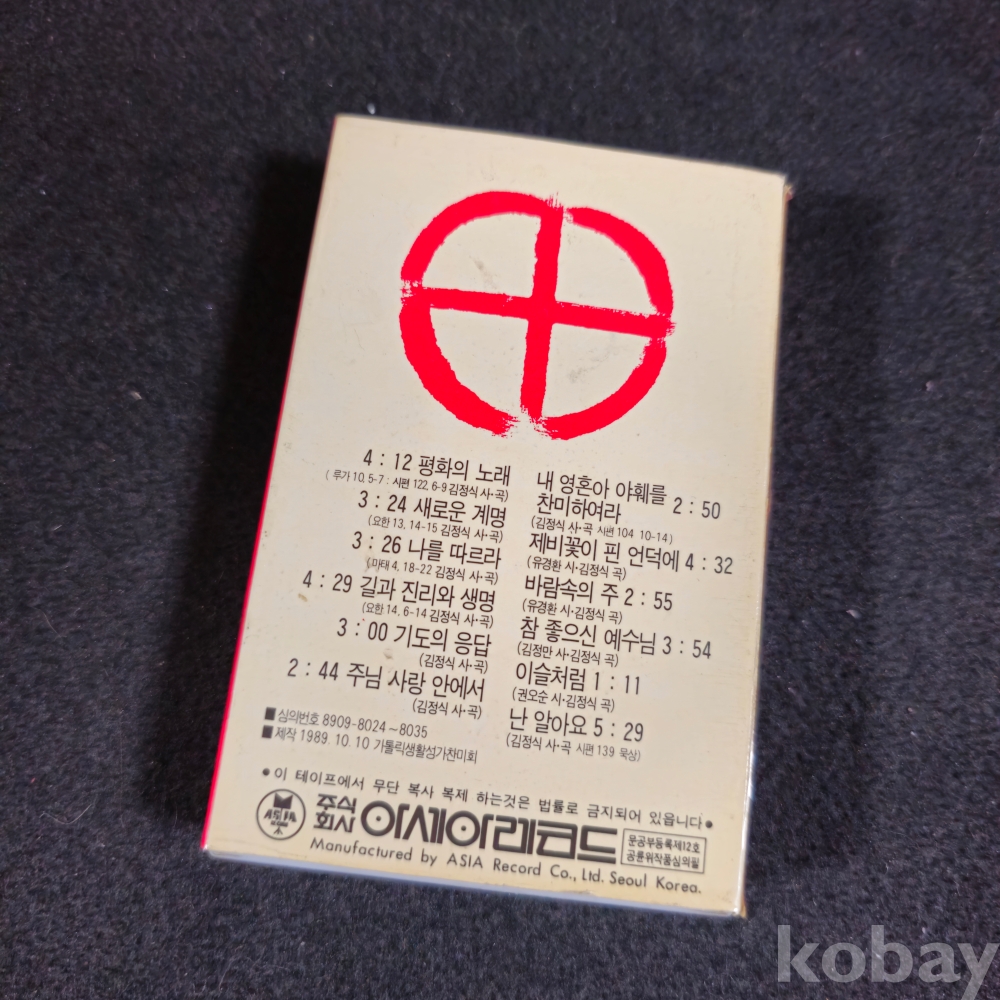 4 : 12 평화의 노래
( 루가 10. 5-7 : 시편 122. 6-9 김정식 사·곡)
3 : 24 새로운 계명
(요한 13. 14-15 김정식 사·곡)
3 : 26 나를 따르라
(마태 4. 18-22 김정식 사·곡)
4 : 29 길과 진리와 생명
(요한 14. 6-14 김정식 사·곡)
3 : 00 기도의 응답
(김정식 사·곡)
2 : 44 주님 사랑 안에서
(김정식 사·곡)
내 영혼아 야훼를 2 : 50
찬미하여라
(김정식 사·곡 시편 104 10-14)
제비꽃이 핀 언덕에 4 : 32
(유경환 시·김정식 곡)
바람속의 주 2 : 55
(유경환 시·김정식 곡)
참 좋으신 예수님 3 : 54
(김정만 사·김정식 곡)
이슬처럼 1 : 11
(권오순 시·김정식 곡)
난 알아요 5 : 29
(김정식 사·곡 시편 139 묵상)
■ 심의번호 8909-8024~8035
■ 제작 1989. 10. 10 가톨릭생활성가찬미회
● 이 테이프에서 무단 복사 복제 하는것은 법률로 금지되어 있읍니다 ●
ASIA
주식회사 아세아레코드
문공부등록제12호
공륜위작품심의필
Manufactured by ASIA Record Co., Ltd. Seoul Korea.
kobay